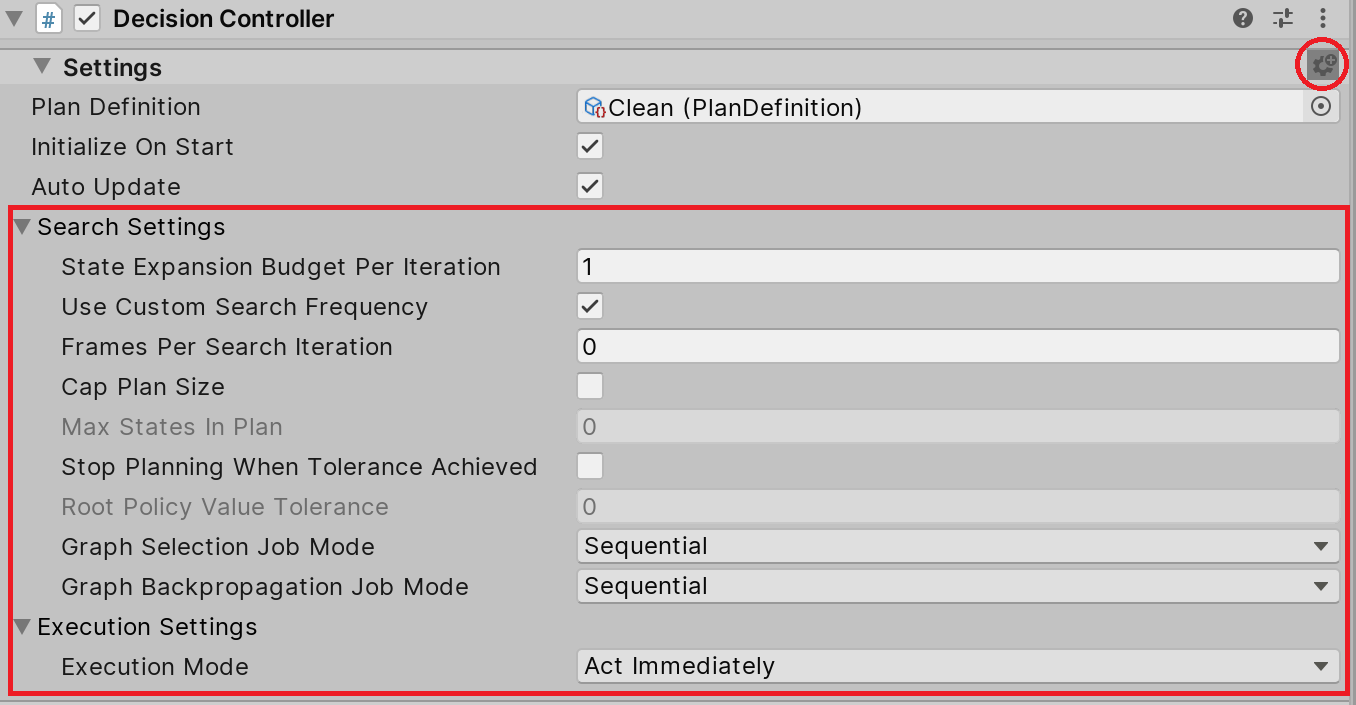 # Decision Controller
Settings
Plan Definition Clean (PlanDefinition)
Initialize On Start
Auto Update
Search Settings
State Expansion Budget Per Iteration 1
Use Custom Search Frequency
Frames Per Search Iteration 0
Cap Plan Size
Max States In Plan 0
Stop Planning When Tolerance Achieved
Root Policy Value Tolerance 0
Graph Selection Job Mode Sequential
Graph Backpropagation Job Mode Sequential
Execution Settings
Execution Mode Act Immediately